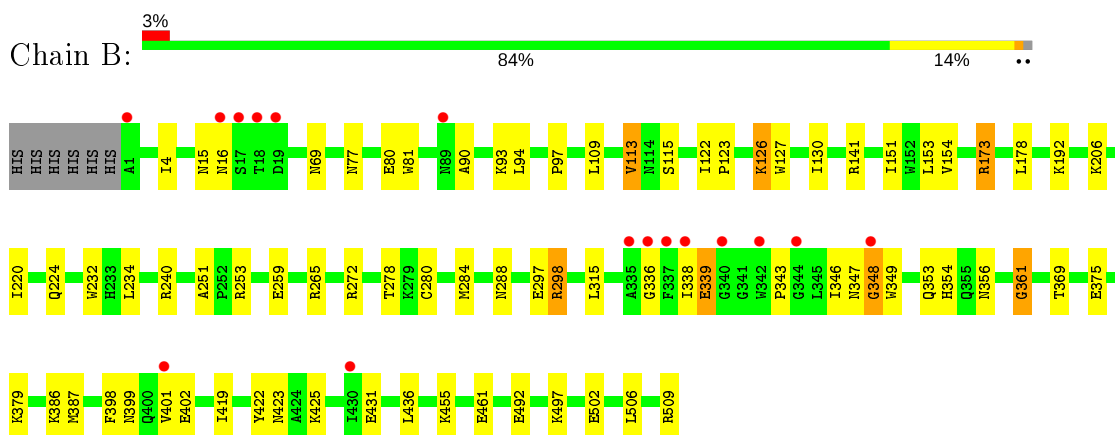 3%
Chain B:
84% 14% ••
HIS HIS HIS HIS HIS HIS A1 I4 N15 N16 S17 T18 D19 N69 N77 E80 W81 N89 A90 K93 L94 P97 L109 V113 N114 S115 I122 P123 K126 W127 I130 R141 I151 W152 L153 V154 R173 L178 K192 K206
I220 Q224 W232 H233 L234 R240 A251 P252 R253 E259 R265 R272 T278 K279 C280 M284 N288 E297 R298 L315 A335 G336 F337 I338 E339 G340 G341 W342 P343 G344 L345 I346 N347 G348 W349 Q353 H354 Q355 N356 G361 T369 E375
K379 K386 M387 F398 N399 Q400 V401 E402 I419 Y422 N423 A424 K425 I430 E431 L436 K455 E461 E492 K497 E502 L506 R509